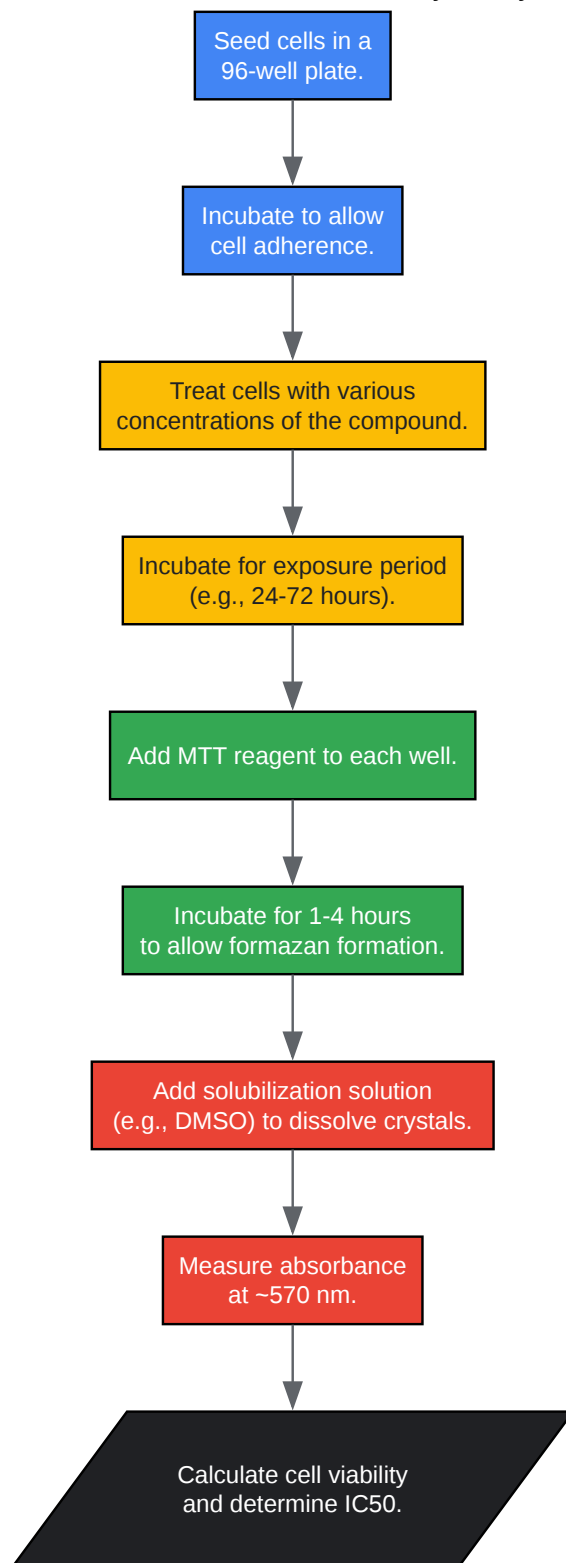 Seed cells in a
96-well plate.
Incubate to allow
cell adherence.
Treat cells with various
concentrations of the compound.
Incubate for exposure period
(e.g., 24-72 hours).
Add MTT reagent to each well.
Incubate for 1-4 hours
to allow formazan formation.
Add solubilization solution
(e.g., DMSO) to dissolve crystals.
Measure absorbance
at ~570 nm.
Calculate cell viability
and determine IC50.